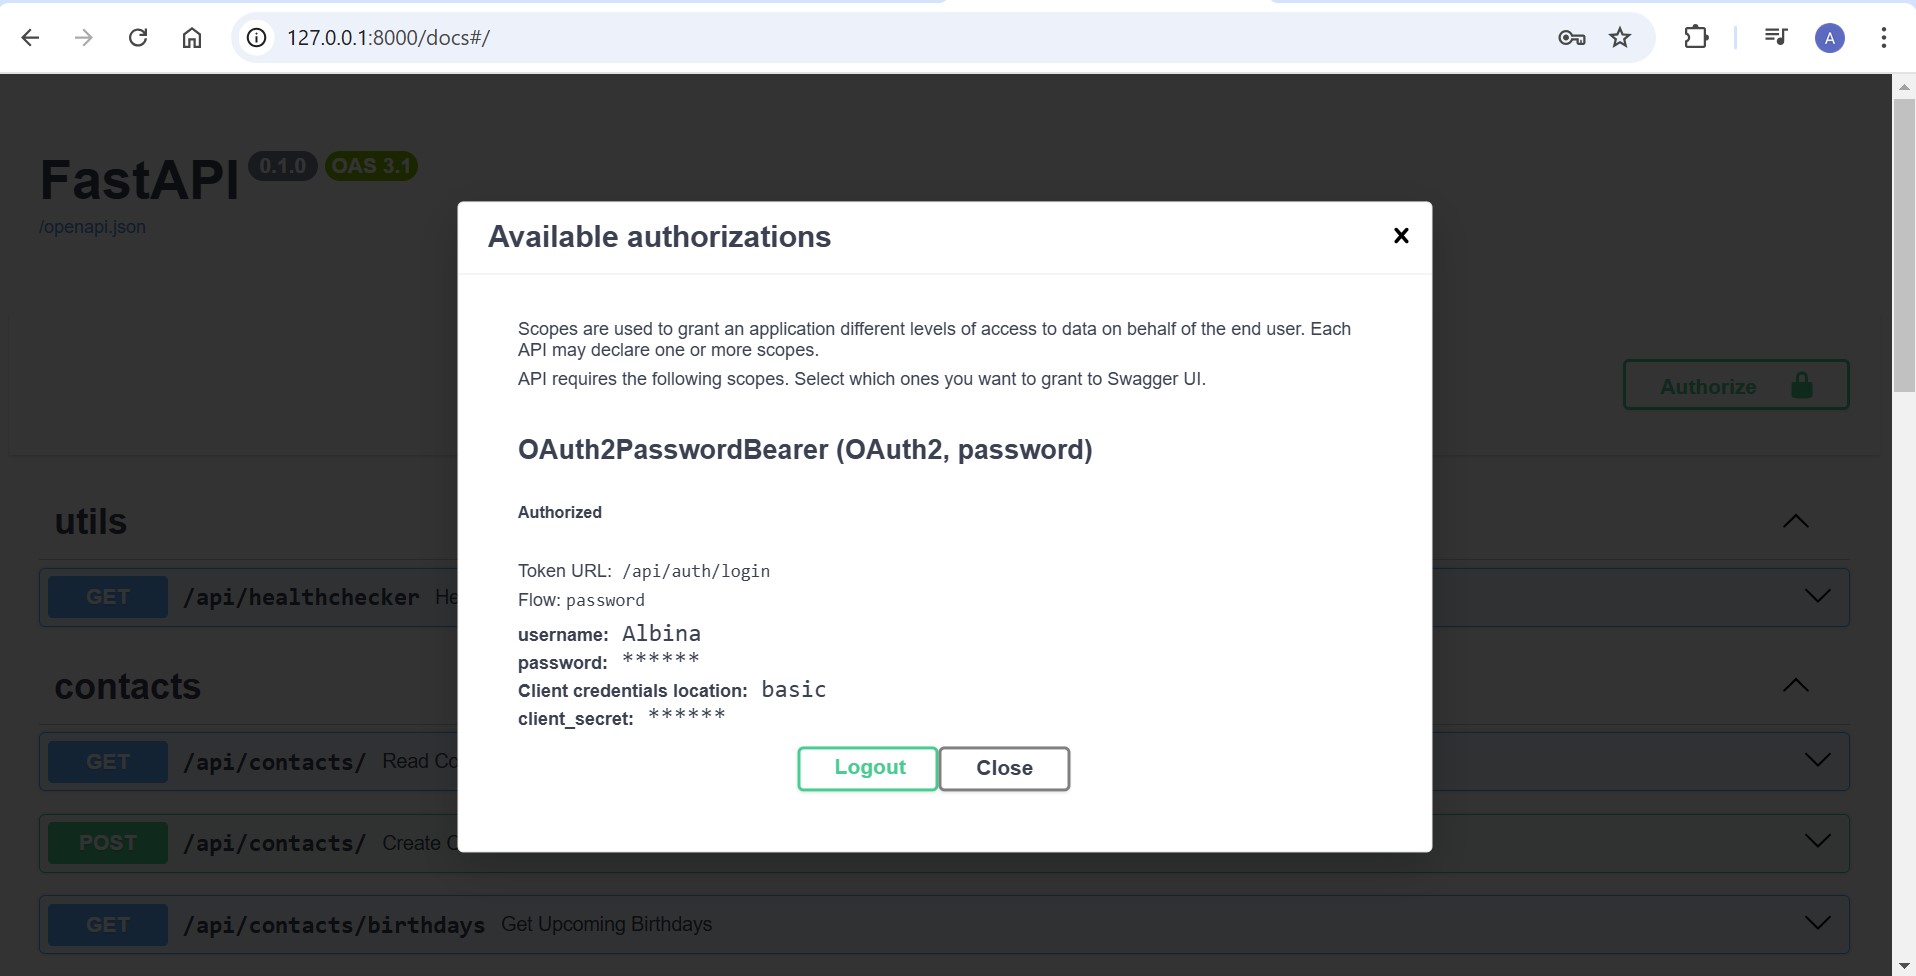 127.0.0.1:8000/docs#/
A
FastAPI 0.1.0 OAS 3.1
/openapi.json
Available authorizations
Scopes are used to grant an application different levels of access to data on behalf of the end user. Each
API may declare one or more scopes.
API requires the following scopes. Select which ones you want to grant to Swagger UI.
Authorize
OAuth2PasswordBearer (OAuth2, password)
Authorized
Token URL: /api/auth/login
Flow: password
username: Albina
password: ******
Client credentials location: basic
client_secret: ******
Logout Close
utils
GET /api/healthchecker He
contacts
GET /api/contacts/ Read Co
POST /api/contacts/ Create C
GET /api/contacts/birthdays Get Upcoming Birthdays